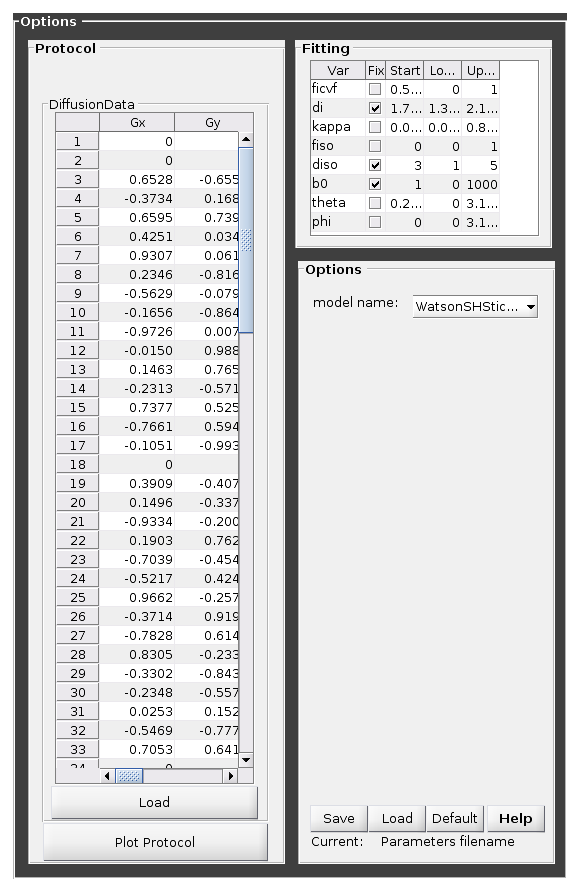 Options
Protocol
DiffusionData
Gx Gy
1 0
2 0
3 0.6528 -0.655
4 -0.3734 0.168
5 0.6595 0.739
6 0.4251 0.034
7 0.9307 0.061
8 0.2346 -0.816
9 -0.5629 -0.079
10 -0.1656 -0.864
11 -0.9726 0.007
12 -0.0150 0.988
13 0.1463 0.765
14 -0.2313 -0.571
15 0.7377 0.525
16 -0.7661 0.594
17 -0.1051 -0.993
18 0
19 0.3909 -0.407
20 0.1496 -0.337
21 -0.9334 -0.200
22 0.1903 0.762
23 -0.7039 -0.454
24 -0.5217 0.424
25 0.9662 -0.257
26 -0.3714 0.919
27 -0.7828 0.614
28 0.8305 -0.233
29 -0.3302 -0.843
30 -0.2348 -0.557
31 0.0253 0.152
32 -0.5469 -0.777
33 0.7053 0.641
34 0
Load
Plot Protocol
Fitting
Var Fix Start Lo... Up...
ficvf 0.5... 0 1
di 1.7... 1.3... 2.1...
kappa 0.0... 0.0... 0.8...
fiso 0 0 1
diso 3 1 5
b0 1 0 1000
theta 0.2... 0 3.1...
phi 0 0 3.1...
Options
model name: WatsonSHStic...
Save Load Default Help
Current: Parameters filename